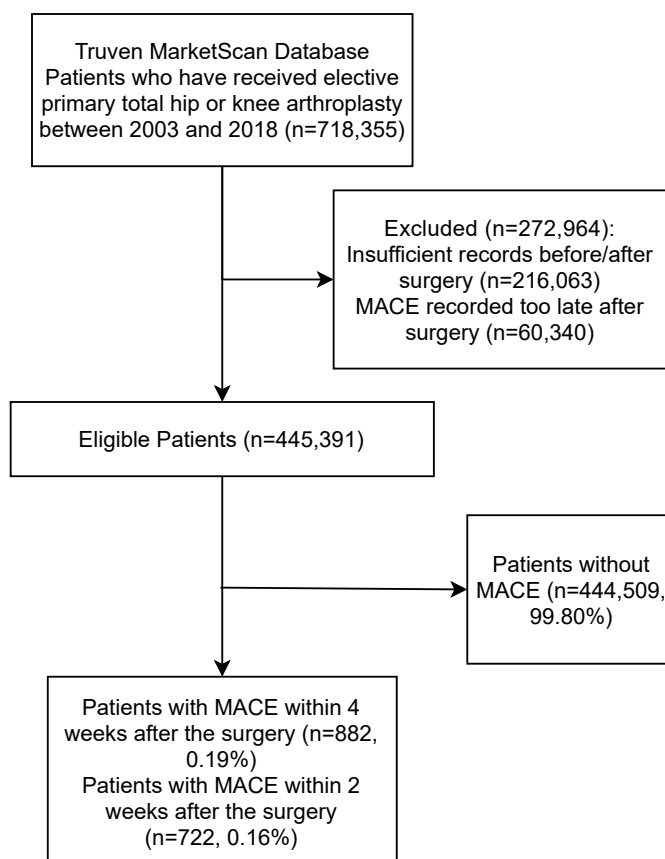 Truven MarketScan Database
Patients who have received elective
primary total hip or knee arthroplasty
between 2003 and 2018 (n=718,355)
Excluded (n=272,964):
Insufficient records before/after
surgery (n=216,063)
MACE recorded too late after
surgery (n=60,340)
Eligible Patients (n=445,391)
Patients without
MACE (n=444,509,
99.80%)
Patients with MACE within 4
weeks after the surgery (n=882,
0.19%)
Patients with MACE within 2
weeks after the surgery
(n=722, 0.16%)